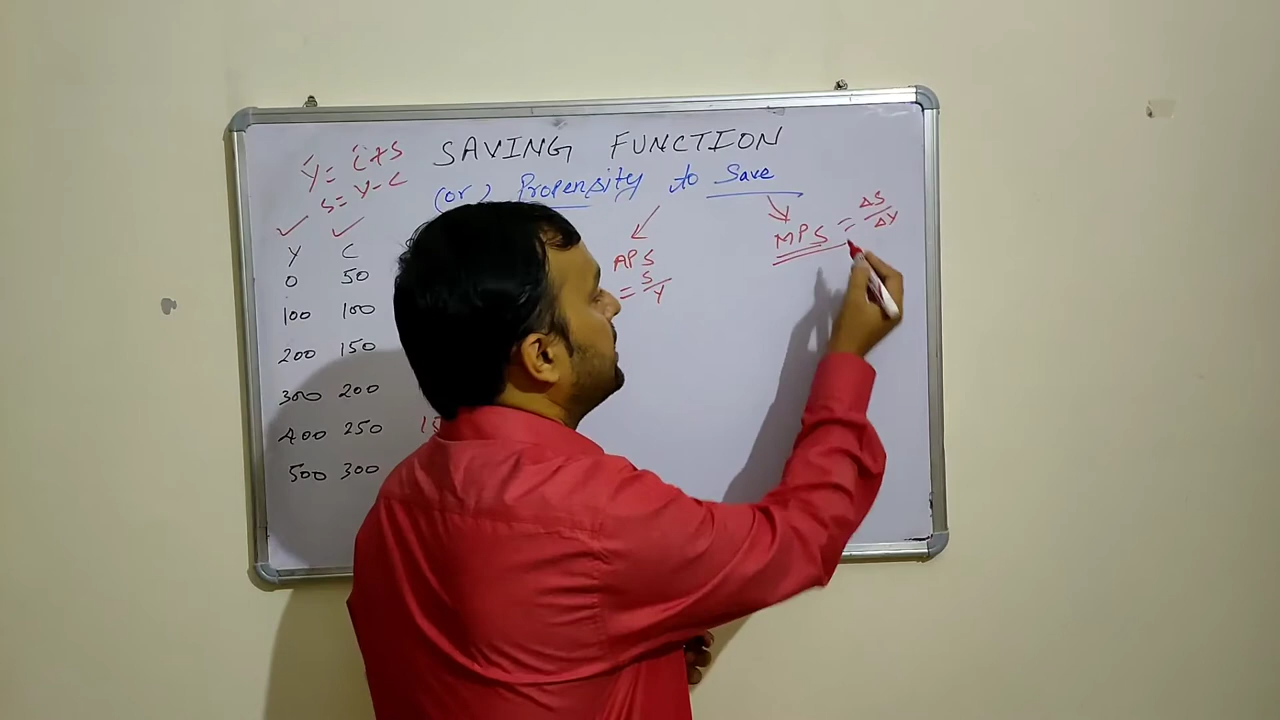 SAVING FUNCTION
(or) Propensity to Save
Y = C+S
S = Y-C
APS
= S/Y
MPS = ΔS/ΔY
Y C
0 50
100 100
200 150
300 200
400 250
500 300